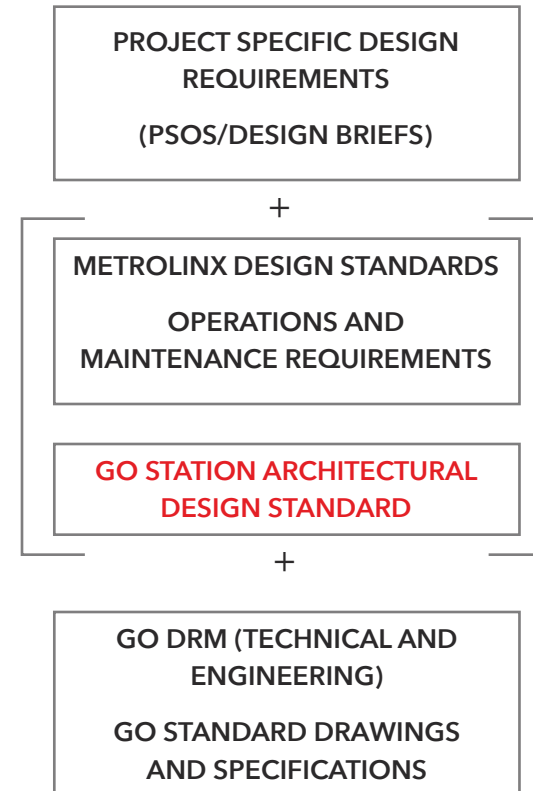 PROJECT SPECIFIC DESIGN
REQUIREMENTS
(PSOS/DESIGN BRIEFS)
+
METROLINX DESIGN STANDARDS
OPERATIONS AND
MAINTENANCE REQUIREMENTS
GO STATION ARCHITECTURAL
DESIGN STANDARD
+
GO DRM (TECHNICAL AND
ENGINEERING)
GO STANDARD DRAWINGS
AND SPECIFICATIONS